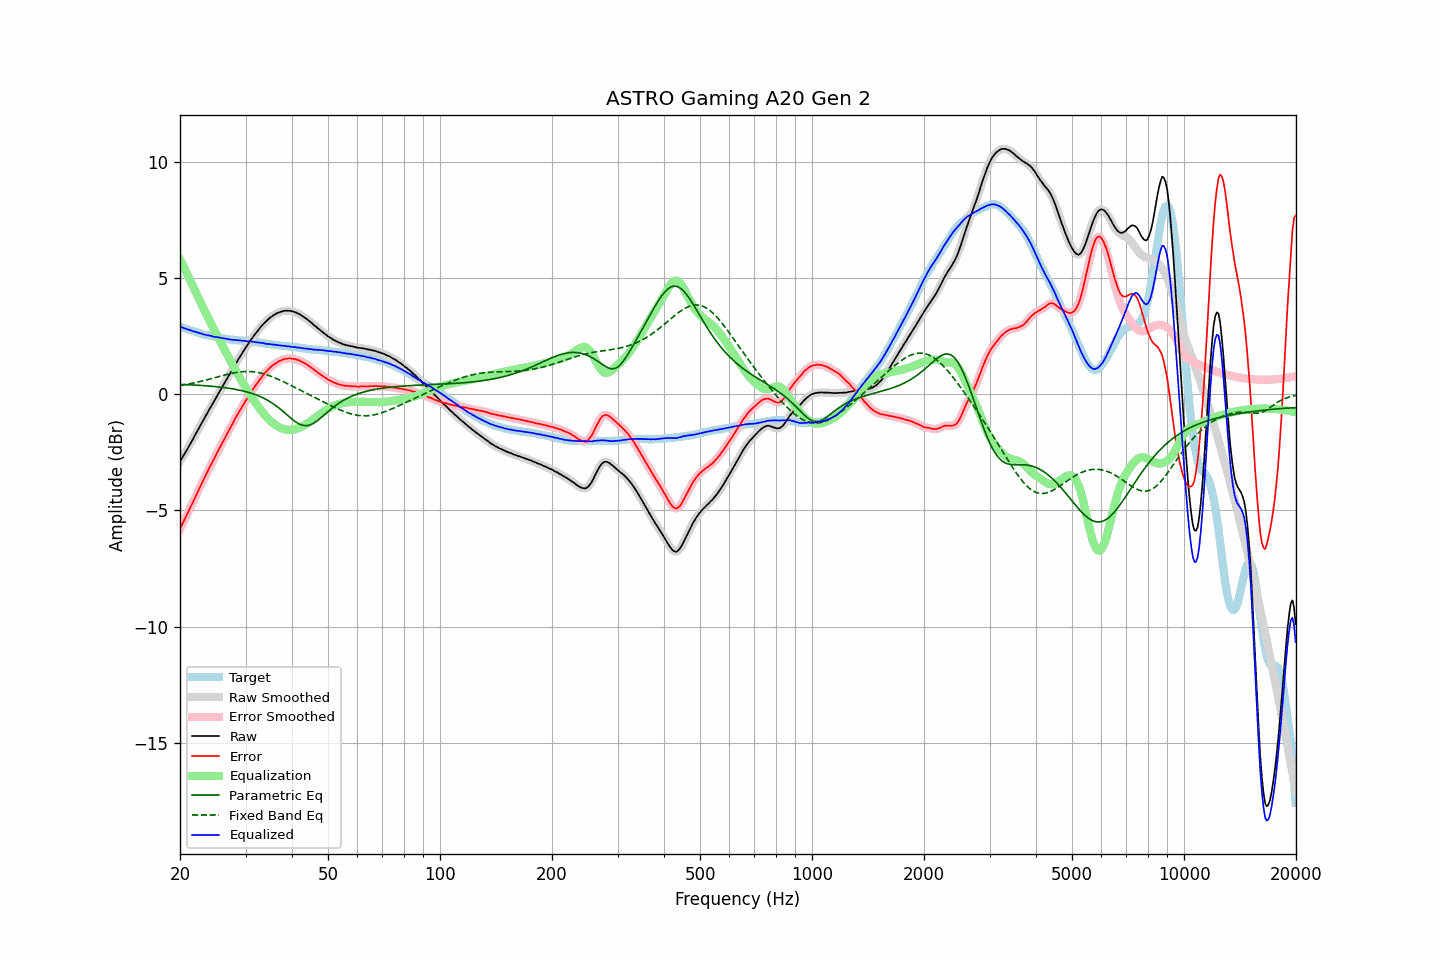 ASTRO Gaming A20 Gen 2
Amplitude (dBr)
10
5
0
−5
−10
−15
Target
Raw Smoothed
Error Smoothed
Raw
Error
Equalization
Parametric Eq
Fixed Band Eq
Equalized
20 50 100 200 500 1000 2000 5000 10000 20000
Frequency (Hz)